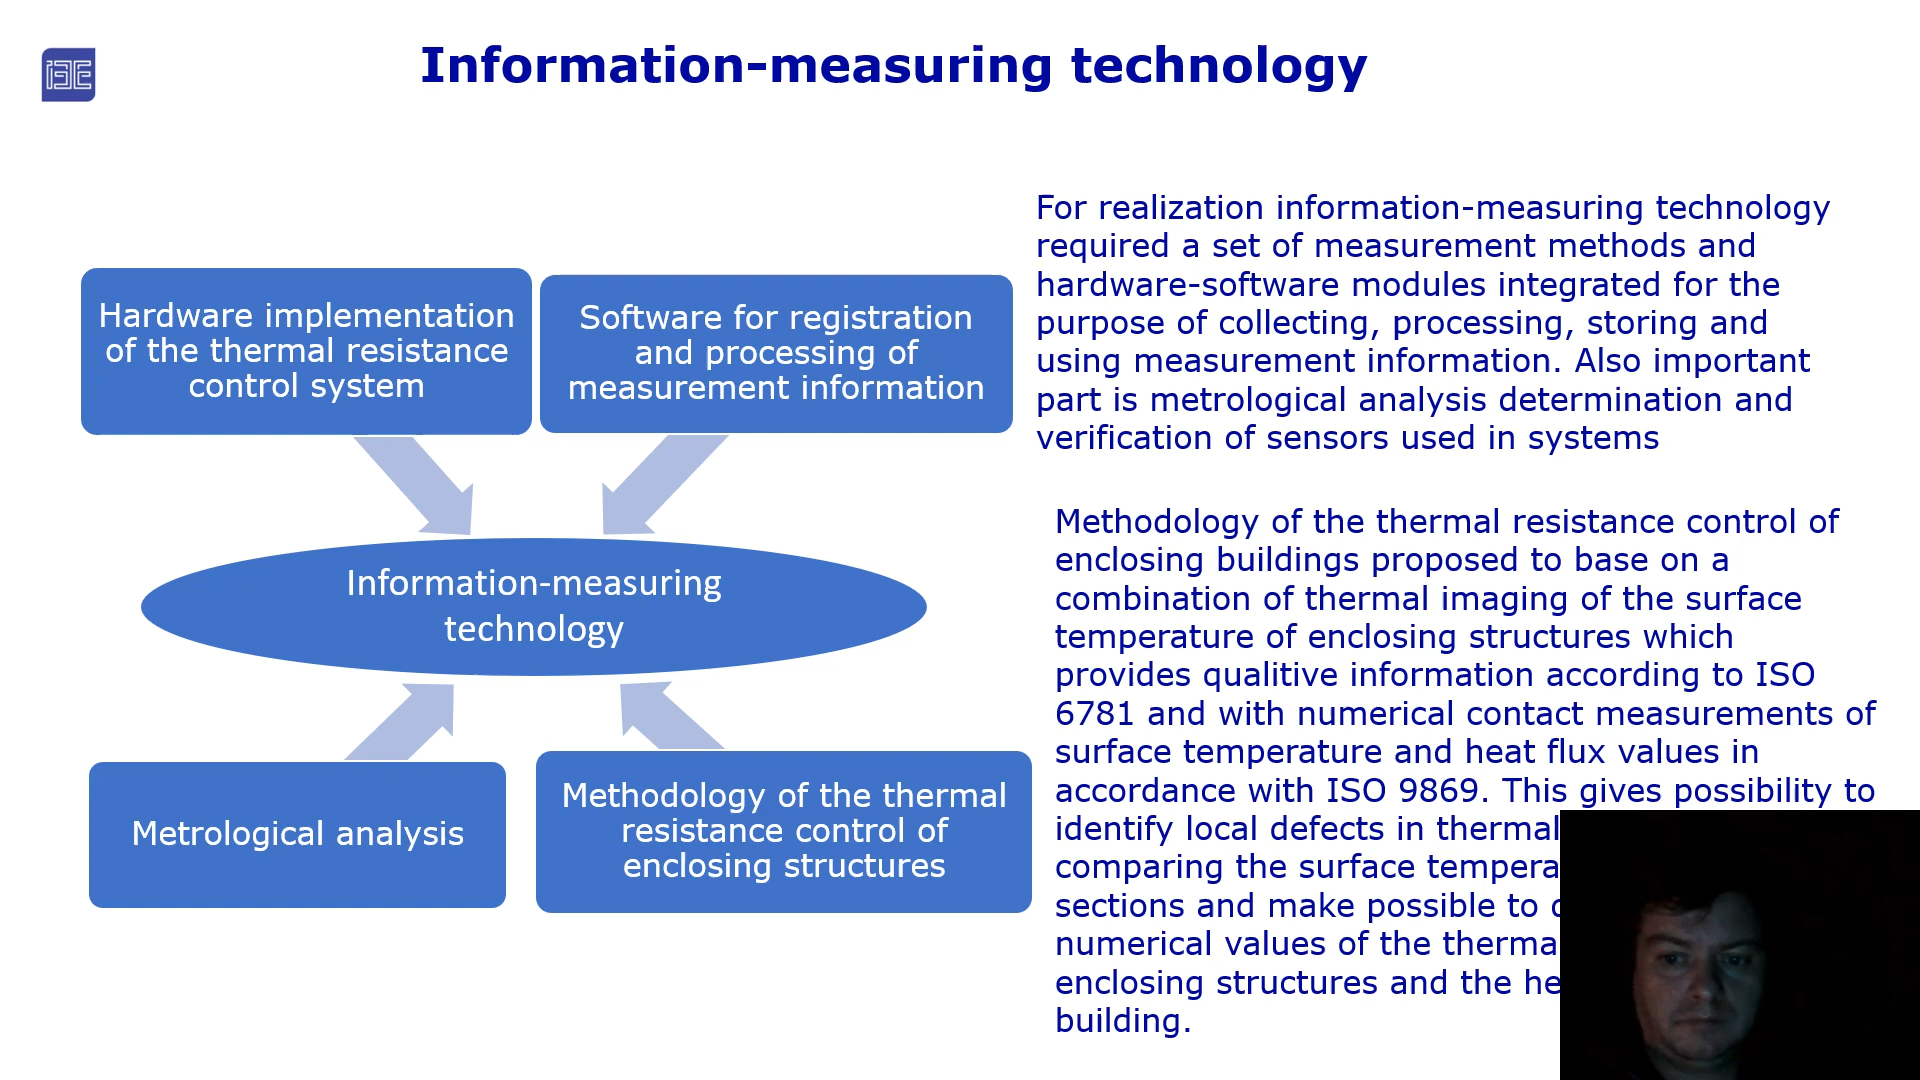 Information-measuring technology
Hardware implementation
of the thermal resistance
control system
Software for registration
and processing of
measurement information
Information-measuring
technology
Metrological analysis
Methodology of the thermal
resistance control of
enclosing structures
For realization information-measuring technology
required a set of measurement methods and
hardware-software modules integrated for the
purpose of collecting, processing, storing and
using measurement information. Also important
part is metrological analysis determination and
verification of sensors used in systems
Methodology of the thermal resistance control of
enclosing buildings proposed to base on a
combination of thermal imaging of the surface
temperature of enclosing structures which
provides qualitive information according to ISO
6781 and with numerical contact measurements of
surface temperature and heat flux values in
accordance with ISO 9869. This gives possibility to
identify local defects in thermal
comparing the surface
sections and make possible to
numerical values of the
enclosing structures and the
building.